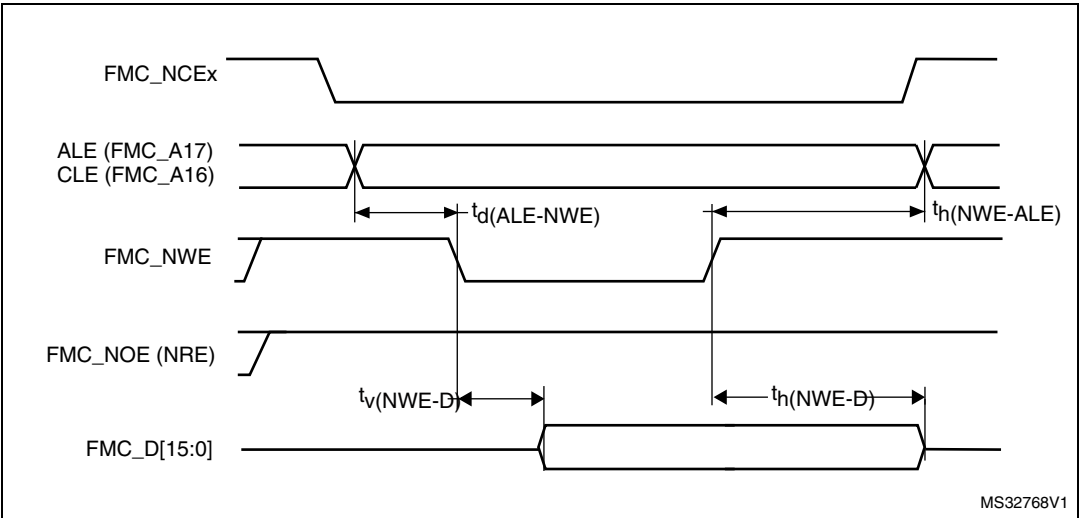 FMC_NCEx
ALE (FMC_A17)
CLE (FMC_A16)
td(ALE-NWE)
th(NWE-ALE)
FMC_NWE
FMC_NOE (NRE)
tv(NWE-D)
th(NWE-D)
FMC_D[15:0]
MS32768V1